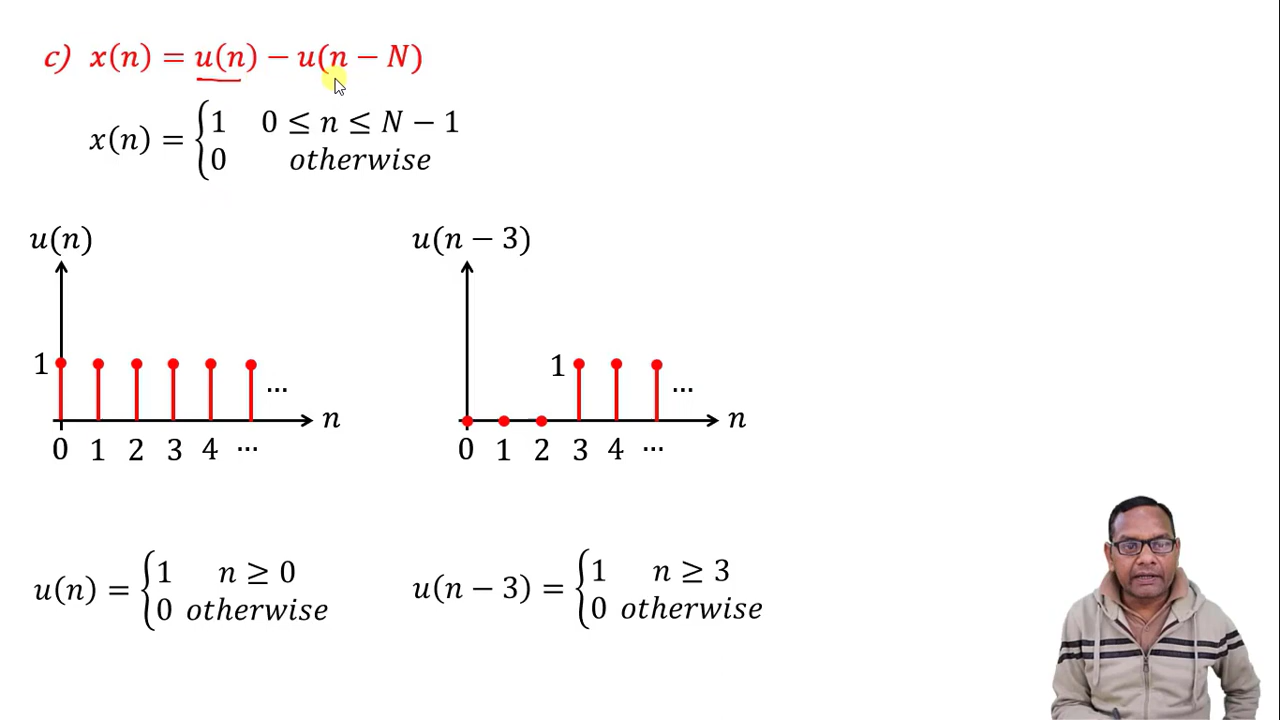 c) x(n) = u(n) − u(n − N)
x(n) = {1 0 ≤ n ≤ N − 1
0 otherwise
u(n)
1
...
n
0 1 2 3 4 ...
u(n − 3)
1
...
n
0 1 2 3 4 ...
u(n) = {1 n ≥ 0
0 otherwise
u(n − 3) = {1 n ≥ 3
0 otherwise